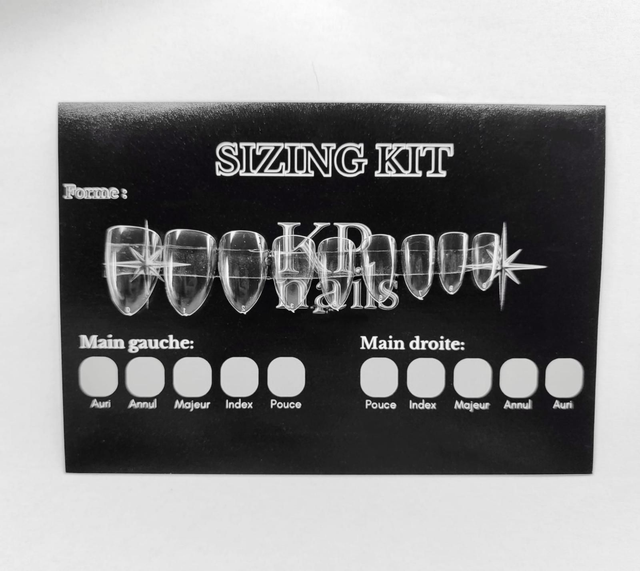 SIZING KIT
Forme :
KP
nails
Main gauche: Main droite:
Auri Annul Majeur Index Pouce Pouce Index Majeur Annul Auri